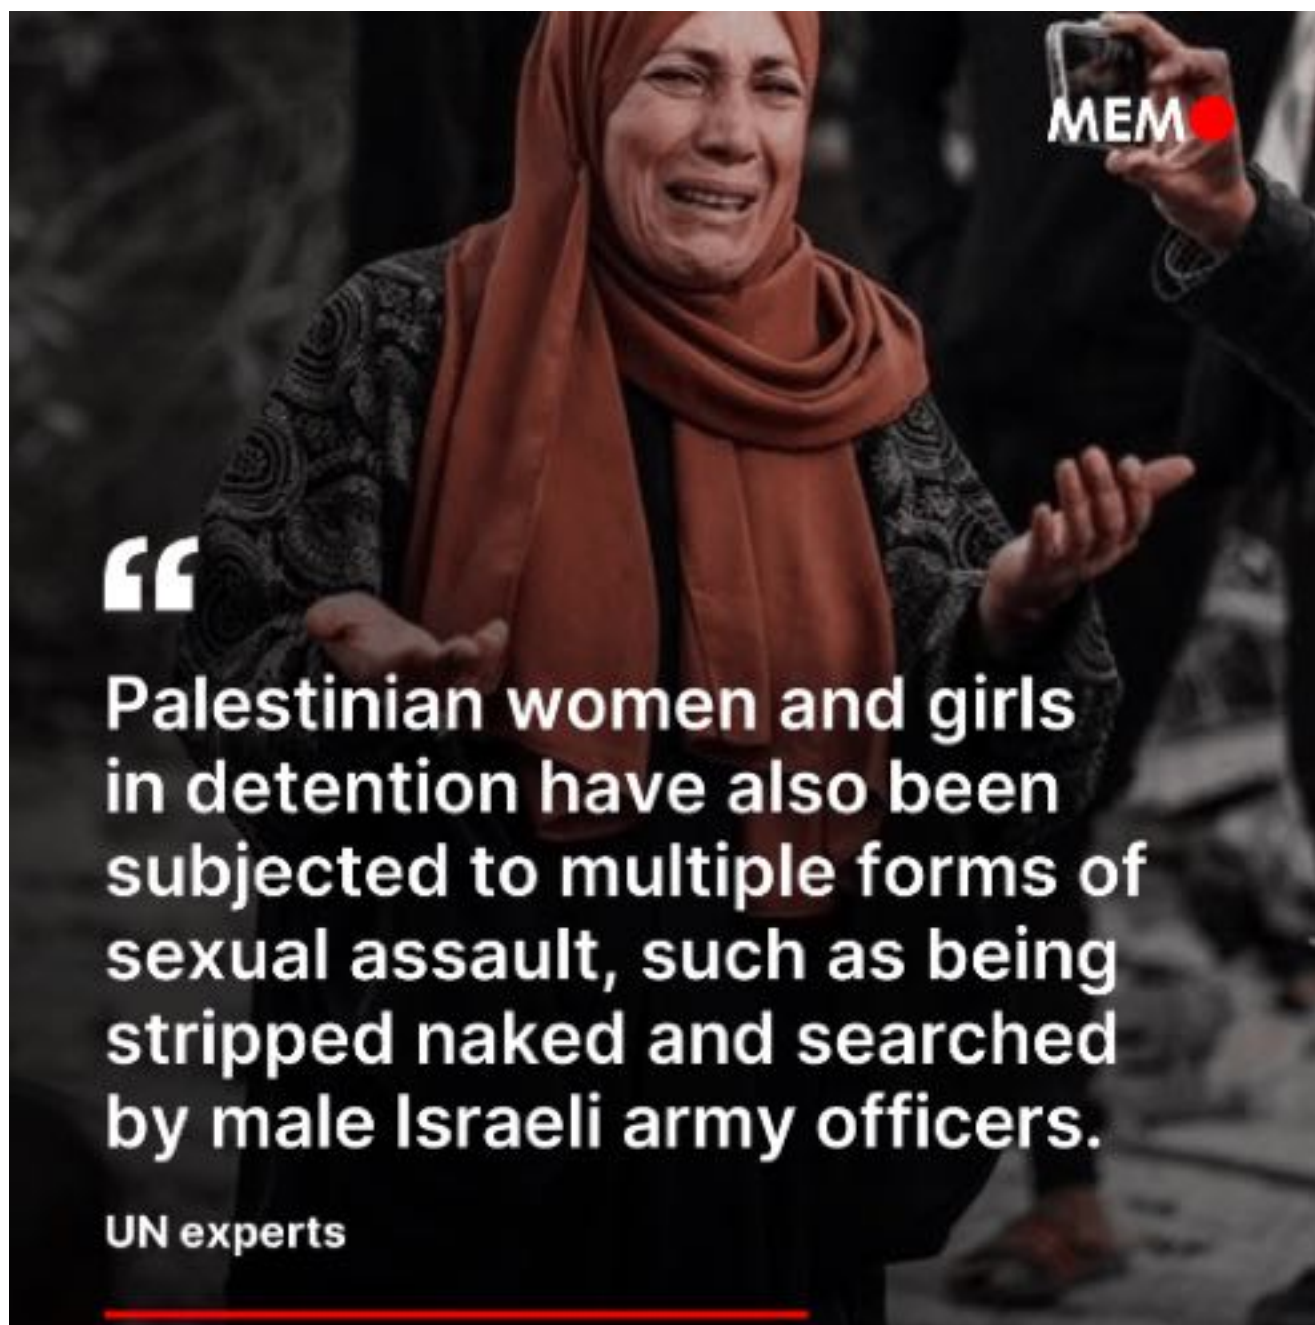 MEMO
“
Palestinian women and girls
in detention have also been
subjected to multiple forms of
sexual assault, such as being
stripped naked and searched
by male Israeli army officers.
UN experts